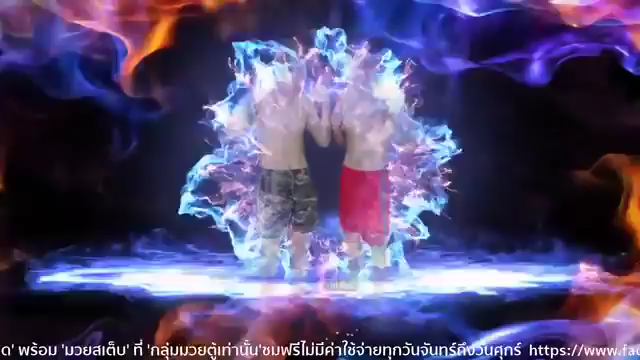 ด' พร้อม 'มวยสเต็บ' ที่ 'กลุ่มมวยตู้เท่านั้น'ชมฟรีไม่มีค่าใช้จ่ายทุกวันจันทร์ถึงวันศุกร์ https://www.fac